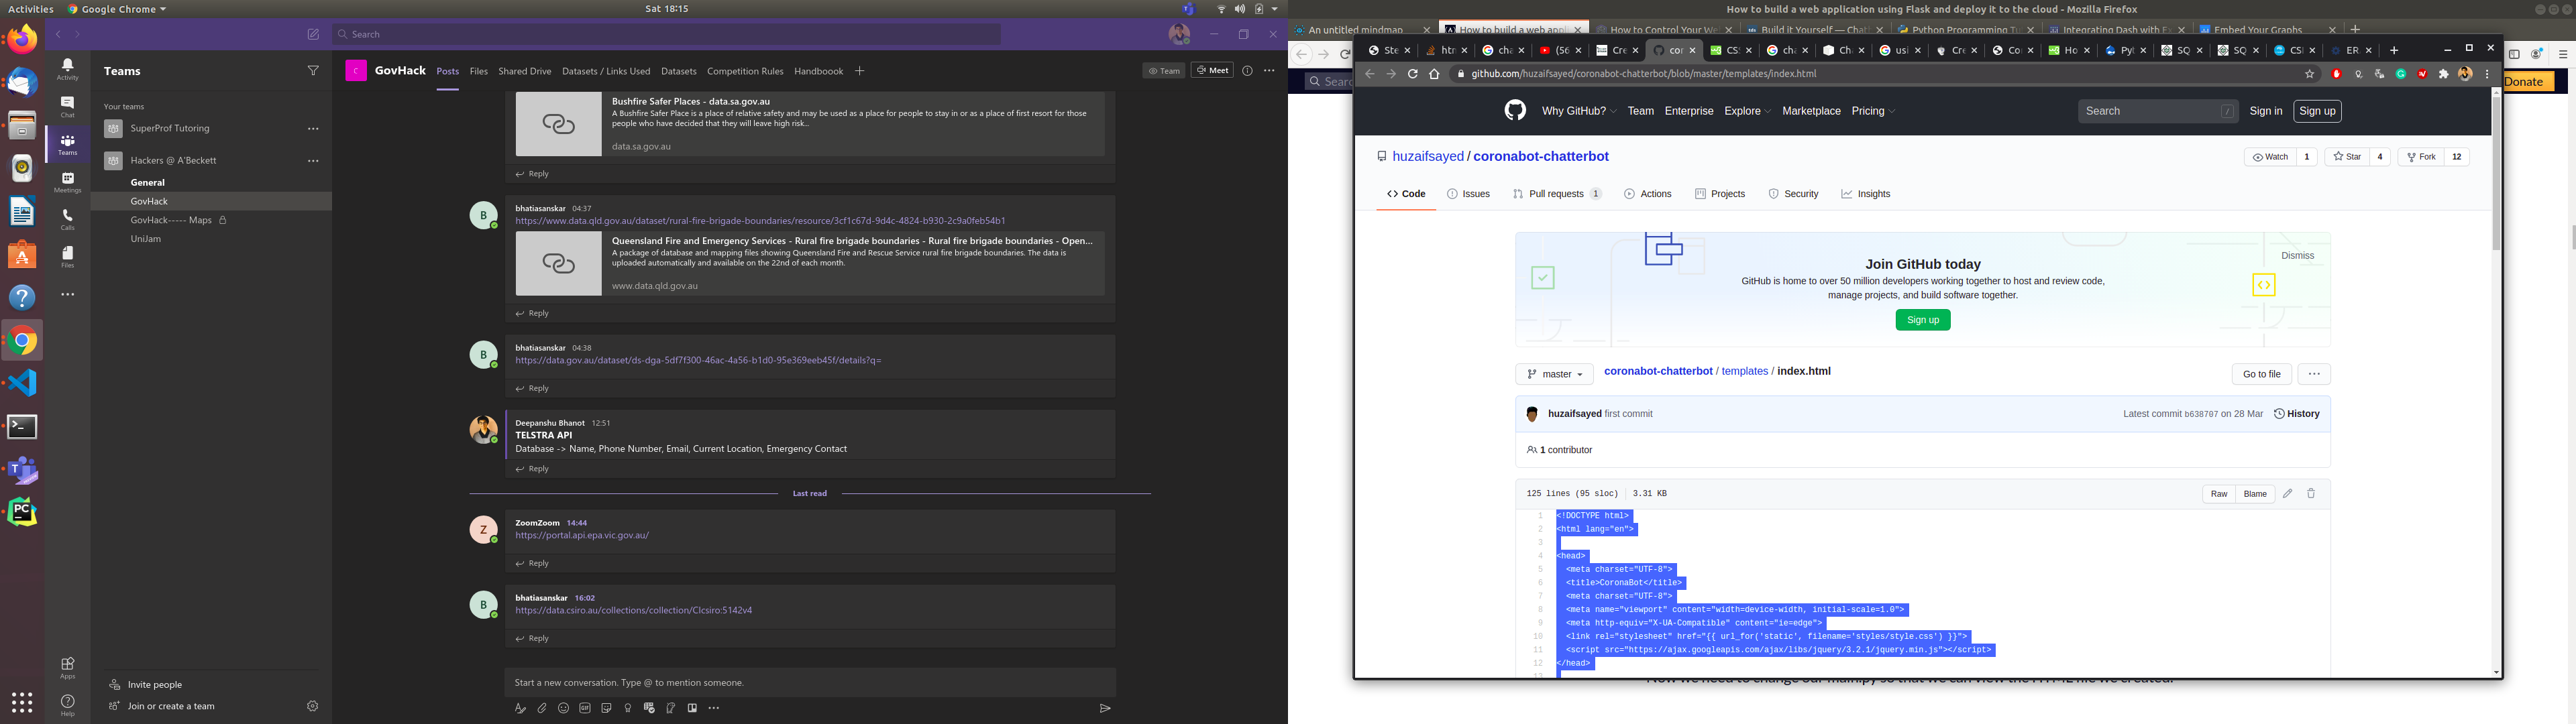 Activities
Google Chrome
Sat 18:15
Search
Activity
Chat
Teams
Meetings
Calls
Files
Apps
Help
Teams
Your teams
SuperProf Tutoring
Hackers @ A'Beckett
General
GovHack
GovHack----- Maps
UniJam
Invite people
Join or create a team
GovHack
Posts
Files
Shared Drive
Datasets / Links Used
Datasets
Competition Rules
Handboook
Team
Meet
Bushfire Safer Places - data.sa.gov.au
A Bushfire Safer Place is a place of relative safety and may be used as a place for people to stay in or as a place of first resort for those
people who have decided that they will leave high risk...
data.sa.gov.au
Reply
B
bhatiasanskar 04:37
https://www.data.qld.gov.au/dataset/rural-fire-brigade-boundaries/resource/3cf1c67d-9d4c-4824-b930-2c9a0feb54b1
Queensland Fire and Emergency Services - Rural fire brigade boundaries - Rural fire brigade boundaries - Open...
A package of database and mapping files showing Queensland Fire and Rescue Service rural fire brigade boundaries. The data is
uploaded automatically and available on the 22nd of each month.
www.data.qld.gov.au
Reply
B
bhatiasanskar 04:38
https://data.gov.au/dataset/ds-dga-5df7f300-46ac-4a56-b1d0-95e369eeb45f/details?q=
Reply
Deepanshu Bhanot 12:51
TELSTRA API
Database -> Name, Phone Number, Email, Current Location, Emergency Contact
Reply
Last read
Z
ZoomZoom 14:44
https://portal.api.epa.vic.gov.au/
Reply
B
bhatiasanskar 16:02
https://data.csiro.au/collections/collection/CIcsiro:5142v4
Reply
Start a new conversation. Type @ to mention someone.
How to build a web application using Flask and deploy it to the cloud - Mozilla Firefox
An untitled mindmap
How to build a web appl
How to Control Your We
Build it Yourself — Chat
Python Programming Tu
Integrating Dash with Ex
Embed Your Graphs
Donate
github.com/huzaifsayed/coronabot-chatterbot/blob/master/templates/index.html
Why GitHub?
Team
Enterprise
Explore
Marketplace
Pricing
Search
Sign in
Sign up
huzaifsayed / coronabot-chatterbot
Watch 1
Star 4
Fork 12
Code
Issues
Pull requests 1
Actions
Projects
Security
Insights
Join GitHub today
Dismiss
GitHub is home to over 50 million developers working together to host and review code,
manage projects, and build software together.
Sign up
master
coronabot-chatterbot / templates / index.html
Go to file
huzaifsayed first commit
Latest commit b638707 on 28 Mar
History
1 contributor
125 lines (95 sloc) 3.31 KB
Raw
Blame
1 <!DOCTYPE html>
2 <html lang="en">
3
4 <head>
5 <meta charset="UTF-8">
6 <title>CoronaBot</title>
7 <meta charset="UTF-8">
8 <meta name="viewport" content="width=device-width, initial-scale=1.0">
9 <meta http-equiv="X-UA-Compatible" content="ie=edge">
10 <link rel="stylesheet" href="{{ url_for('static', filename='styles/style.css') }}">
11 <script src="https://ajax.googleapis.com/ajax/libs/jquery/3.2.1/jquery.min.js"></script>
12 </head>